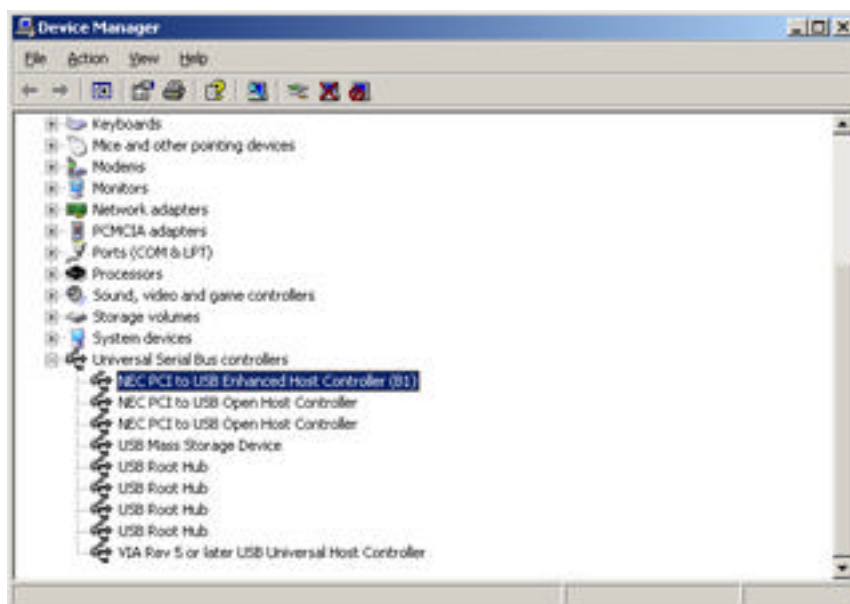 Device Manager
File Action View Help
Keyboards
Mice and other pointing devices
Modems
Monitors
Network adapters
PCMCIA adapters
Ports (COM & LPT)
Processors
Sound, video and game controllers
Storage volumes
System devices
Universal Serial Bus controllers
NEC PCI to USB Enhanced Host Controller (B1)
NEC PCI to USB Open Host Controller
NEC PCI to USB Open Host Controller
USB Mass Storage Device
USB Root Hub
USB Root Hub
USB Root Hub
USB Root Hub
VIA Rev 5 or later USB Universal Host Controller